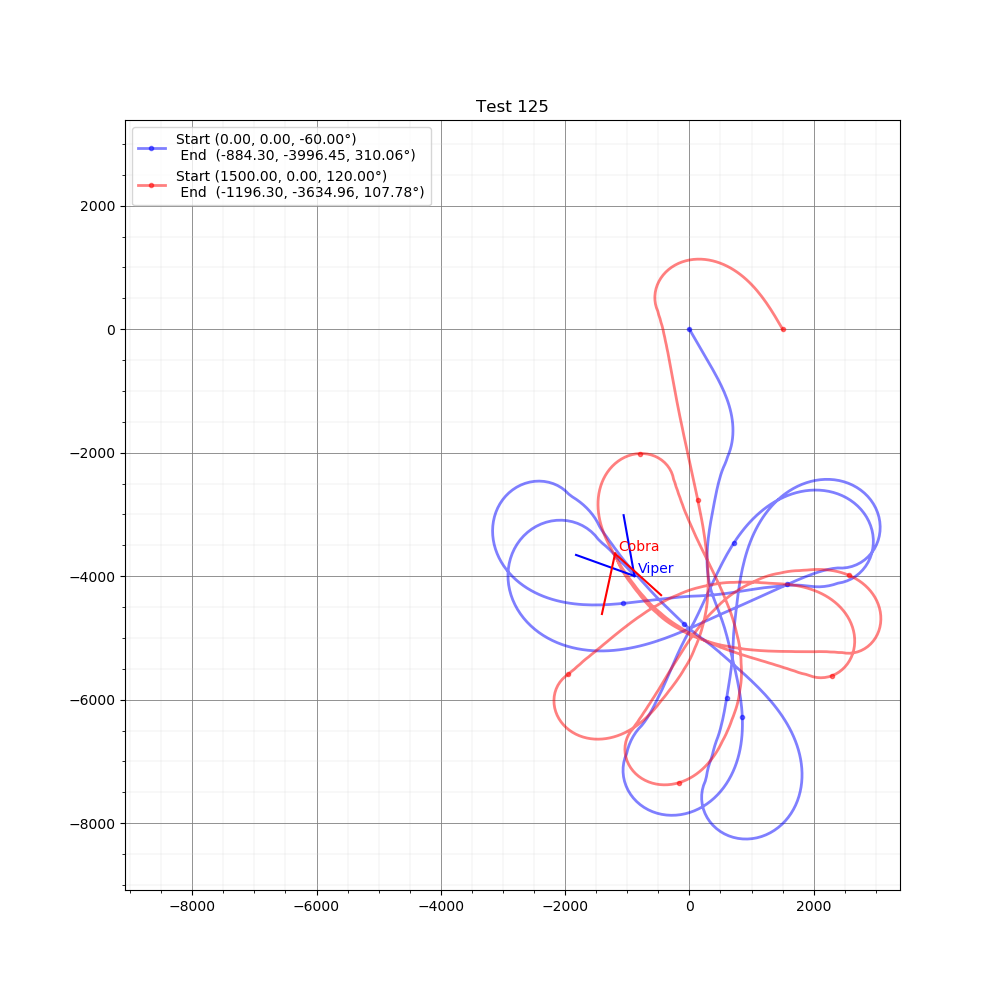 Test 125
Start (0.00, 0.00, -60.00°)
End  (-884.30, -3996.45, 310.06°)
Start (1500.00, 0.00, 120.00°)
End  (-1196.30, -3634.96, 107.78°)
2000
0
−2000
−4000
−6000
−8000
Cobra
Viper
−8000 −6000 −4000 −2000 0 2000